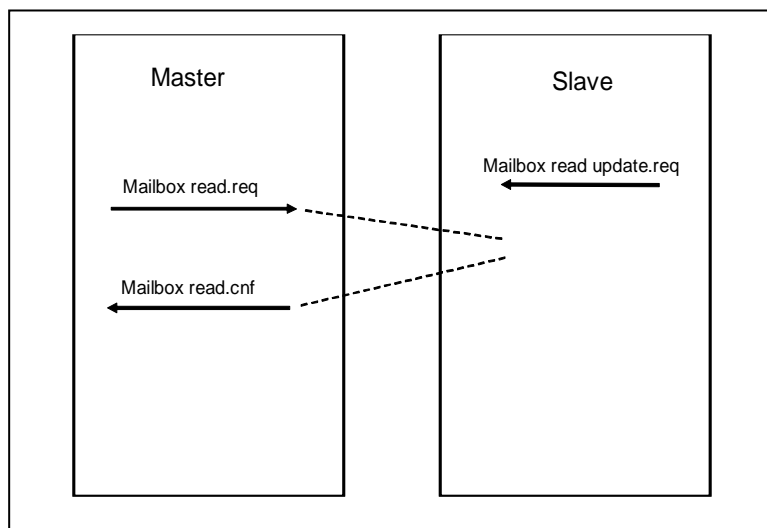 Master
Slave
Mailbox read update.req
Mailbox read.req
Mailbox read.cnf